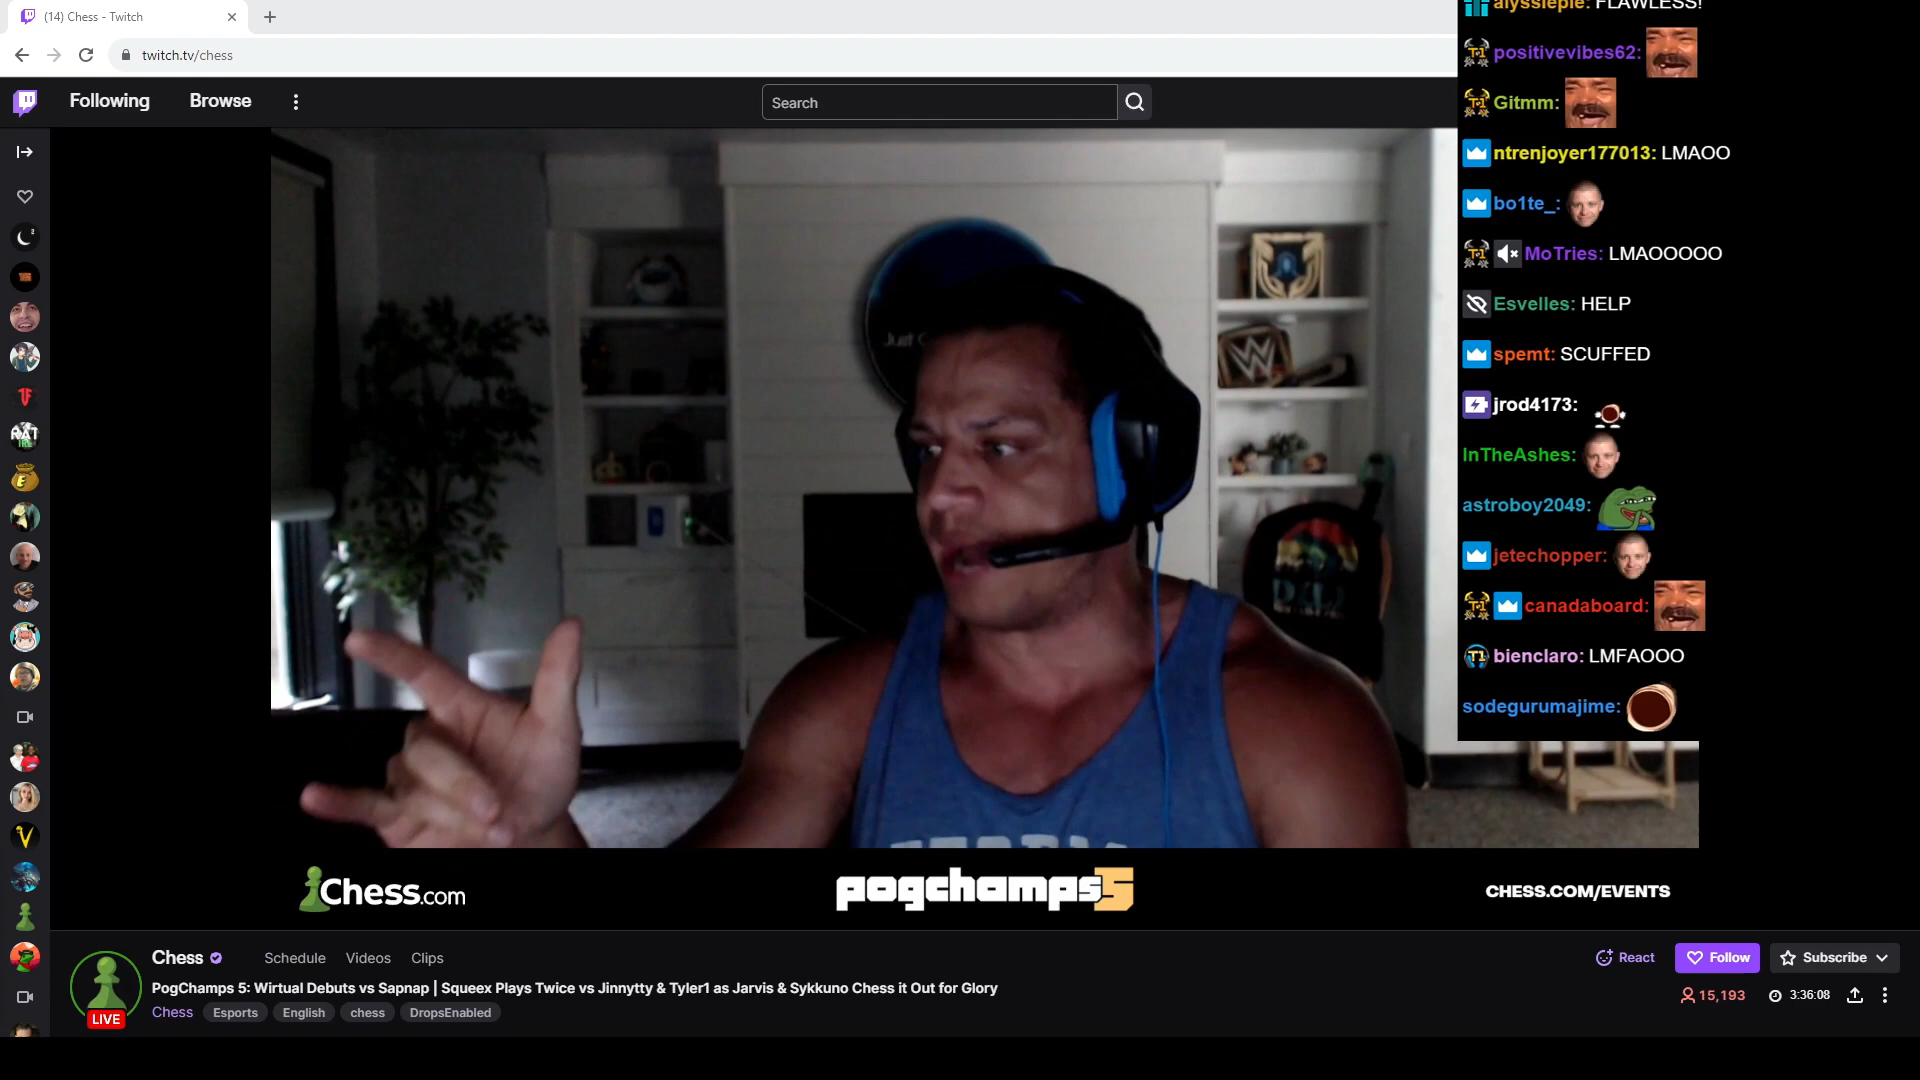 (14) Chess - Twitch
twitch.tv/chess
Following
Browse
Search
alyssiepie: FLAWLESS!
positivevibes62:
Gitmm:
ntrenjoyer177013: LMAOO
bo1te_:
MoTries: LMAOOOOO
Esvelles: HELP
spemt: SCUFFED
jrod4173:
InTheAshes:
astroboy2049:
jetechopper:
canadaboard:
bienclaro: LMFAOOO
sodegurumajime:
Just C
W
RAT
Chess.com
pogchamps5
CHESS.COM/EVENTS
Chess
Schedule
Videos
Clips
React
Follow
Subscribe
PogChamps 5: Wirtual Debuts vs Sapnap | Squeex Plays Twice vs Jinnytty & Tyler1 as Jarvis & Sykkuno Chess it Out for Glory
15,193
3:36:08
LIVE
Chess
Esports
English
chess
DropsEnabled